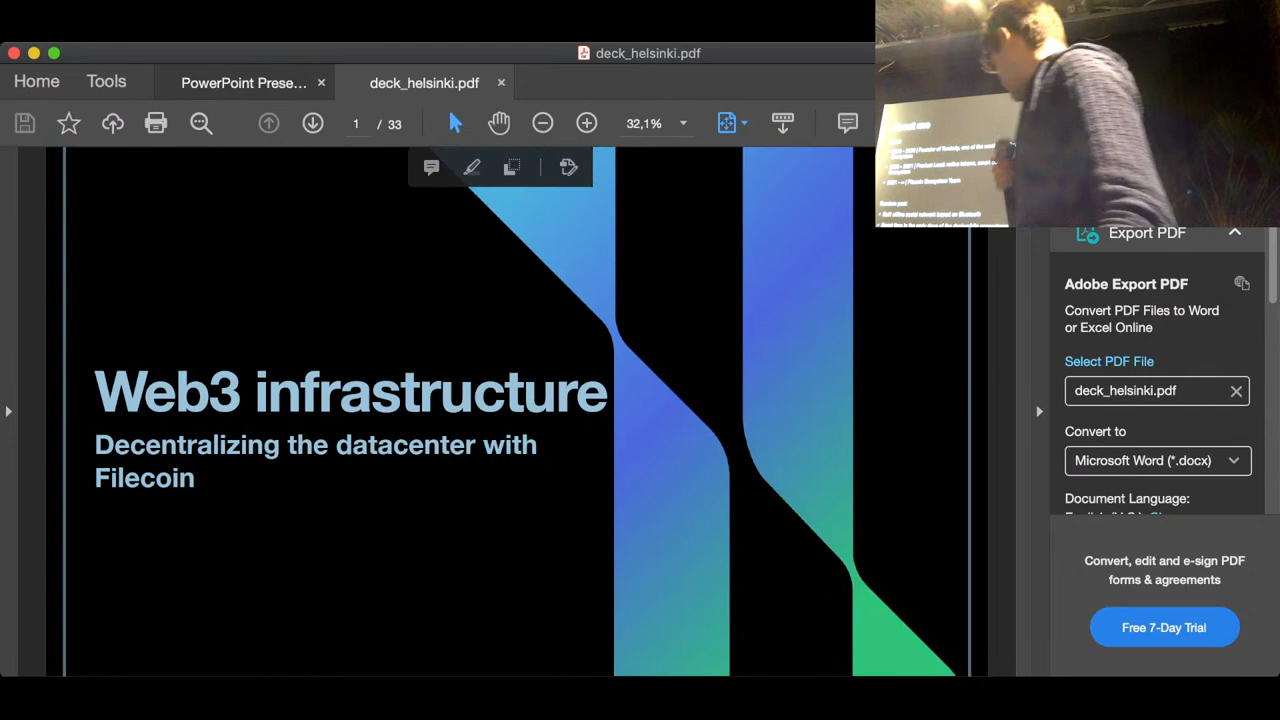 deck_helsinki.pdf
Home
Tools
PowerPoint Prese...
deck_helsinki.pdf
1 / 33
32,1%
Web3 infrastructure
Decentralizing the datacenter with
Filecoin
Export PDF
Adobe Export PDF
Convert PDF Files to Word
or Excel Online
Select PDF File
deck_helsinki.pdf
Convert to
Microsoft Word (*.docx)
Document Language:
Convert, edit and e-sign PDF
forms & agreements
Free 7-Day Trial